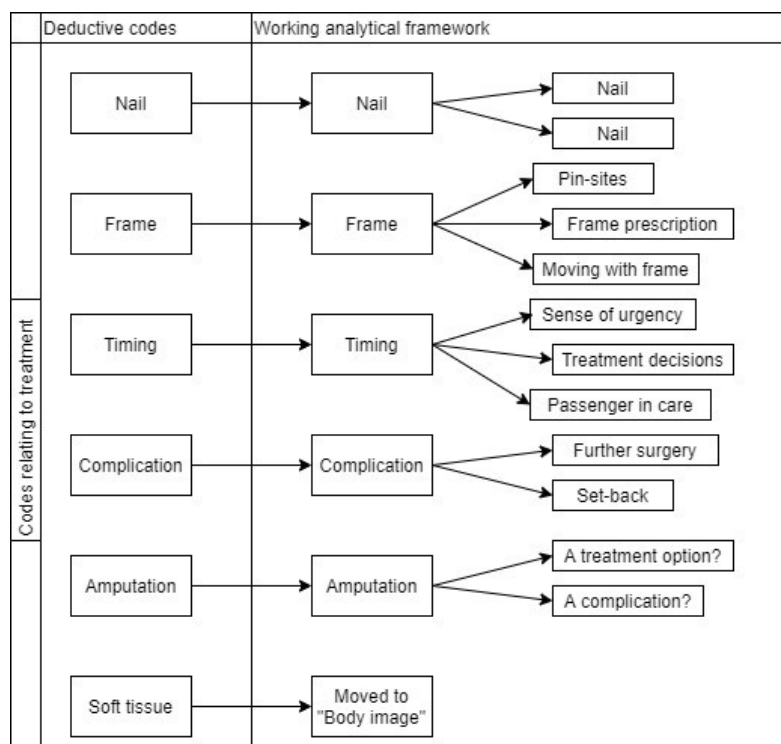 Deductive codes
Working analytical framework
Codes relating to treatment
Nail
Nail
Nail
Nail
Frame
Frame
Pin-sites
Frame prescription
Moving with frame
Timing
Timing
Sense of urgency
Treatment decisions
Passenger in care
Complication
Complication
Further surgery
Set-back
Amputation
Amputation
A treatment option?
A complication?
Soft tissue
Moved to
"Body image"